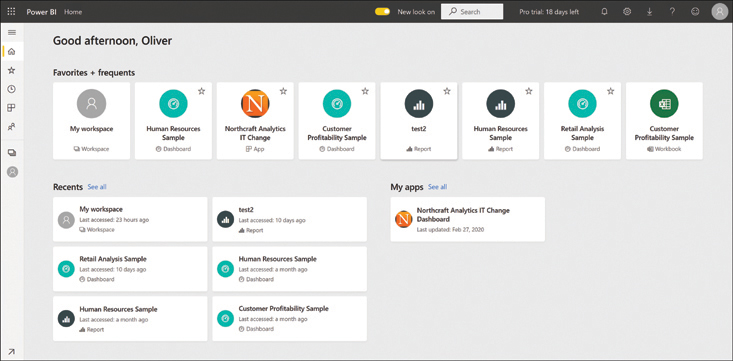 Power BI Home New look on Search Pro trial: 18 days left ?
Good afternoon, Oliver
Favorites + frequents
My workspace
Workspace
Human Resources
Sample
Dashboard
N
Northcraft Analytics
IT Change
App
Customer
Profitability Sample
Dashboard
test2
Report
Human Resources
Sample
Report
Retail Analysis
Sample
Dashboard
Customer
Profitability Sample
Workbook
Recents See all
My workspace
Last accessed: 23 hours ago
Workspace
test2
Last accessed: 10 days ago
Report
Retail Analysis Sample
Last accessed: 10 days ago
Dashboard
Human Resources Sample
Last accessed: a month ago
Dashboard
Human Resources Sample
Last accessed: a month ago
Report
Customer Profitability Sample
Last accessed: a month ago
Dashboard
My apps See all
N
Northcraft Analytics IT Change
Dashboard
Last updated: Feb 27, 2020